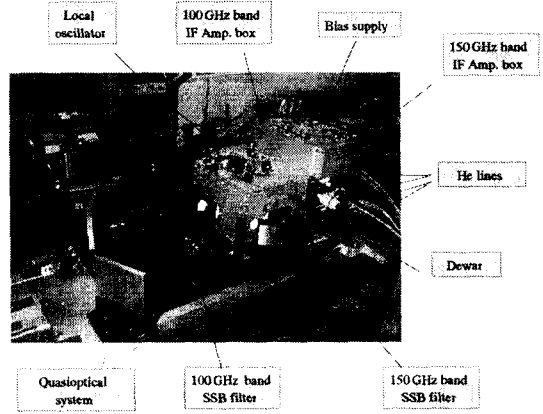 Local
oscillator
100 GHz band
IF Amp. box
Bias supply
150 GHz band
IF Amp. box
He lines
Dewar
Quasioptical
system
100 GHz band
SSB filter
150 GHz band
SSB filter